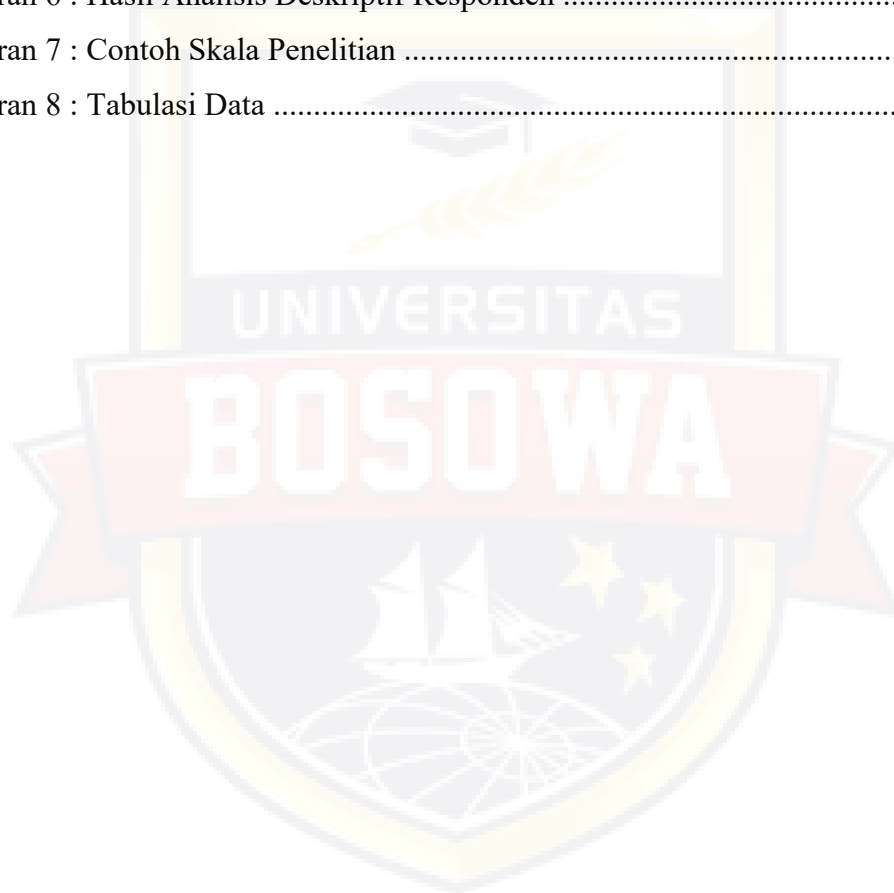 ran 6 : Hasil Analisis Deskriptif Responden ..........................................
ran 7 : Contoh Skala Penelitian .............................................................
ran 8 : Tabulasi Data .............................................................................
UNIVERSITAS
BOSOWA